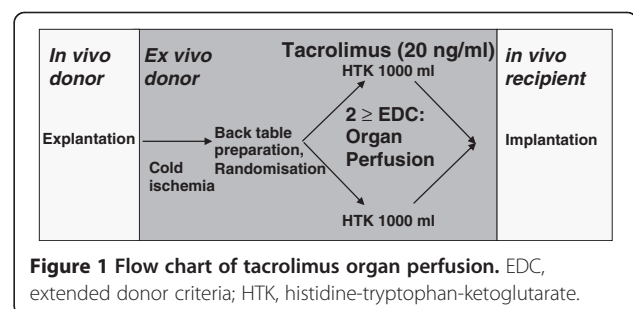 In vivo
donor
Ex vivo
donor
Tacrolimus (20 ng/ml)
HTK 1000 ml
in vivo
recipient
Explantation
Cold
ischemia
Back table
preparation,
Randomisation
2 ≥ EDC:
Organ
Perfusion
HTK 1000 ml
Implantation
Figure 1 Flow chart of tacrolimus organ perfusion. EDC,
extended donor criteria; HTK, histidine-tryptophan-ketoglutarate.